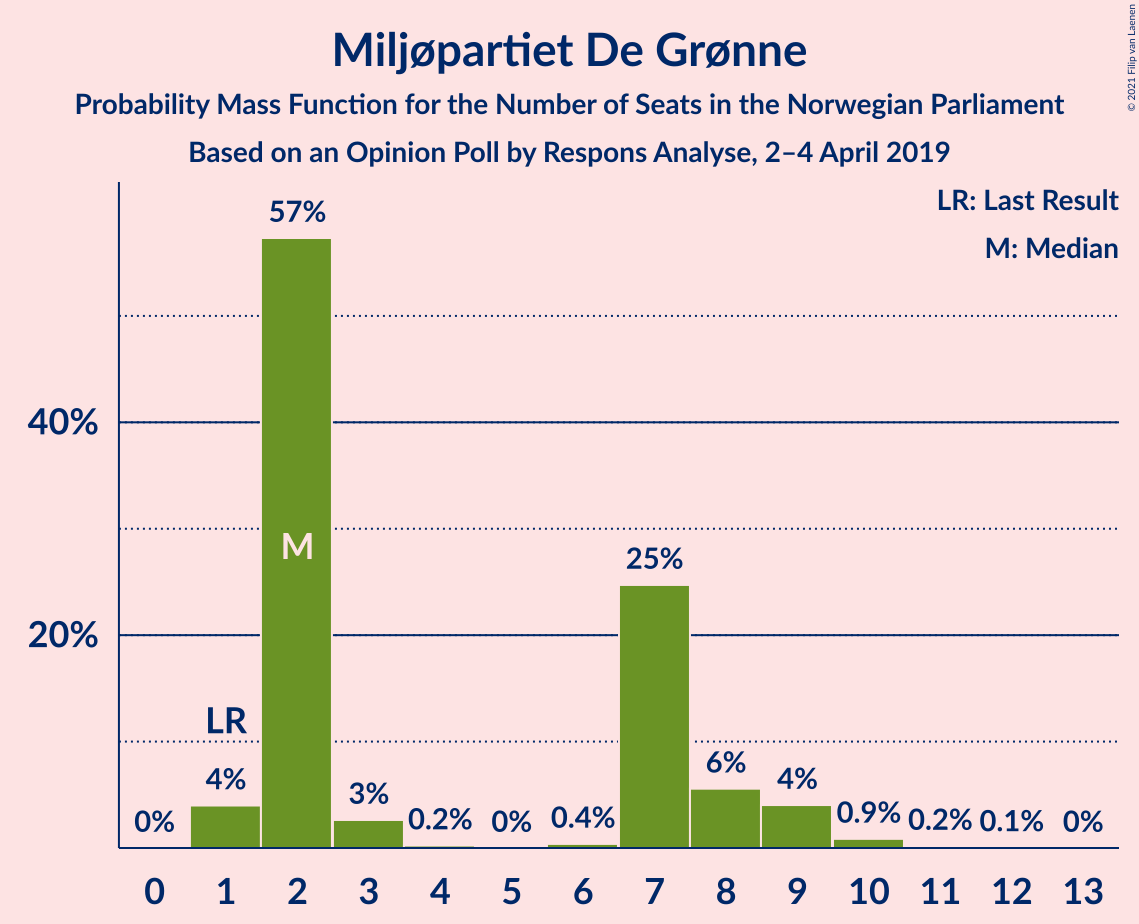 Miljøpartiet De Grønne
Probability Mass Function for the Number of Seats in the Norwegian Parliament
Based on an Opinion Poll by Respons Analyse, 2–4 April 2019
© 2021 Filip van Laenen
LR: Last Result
M: Median
57%
40%
M
25%
20%
LR
4%
6%
4%
0%
3%
0.2%
0%
0.4%
0.9%
0.2%
0.1%
0%
0 1 2 3 4 5 6 7 8 9 10 11 12 13